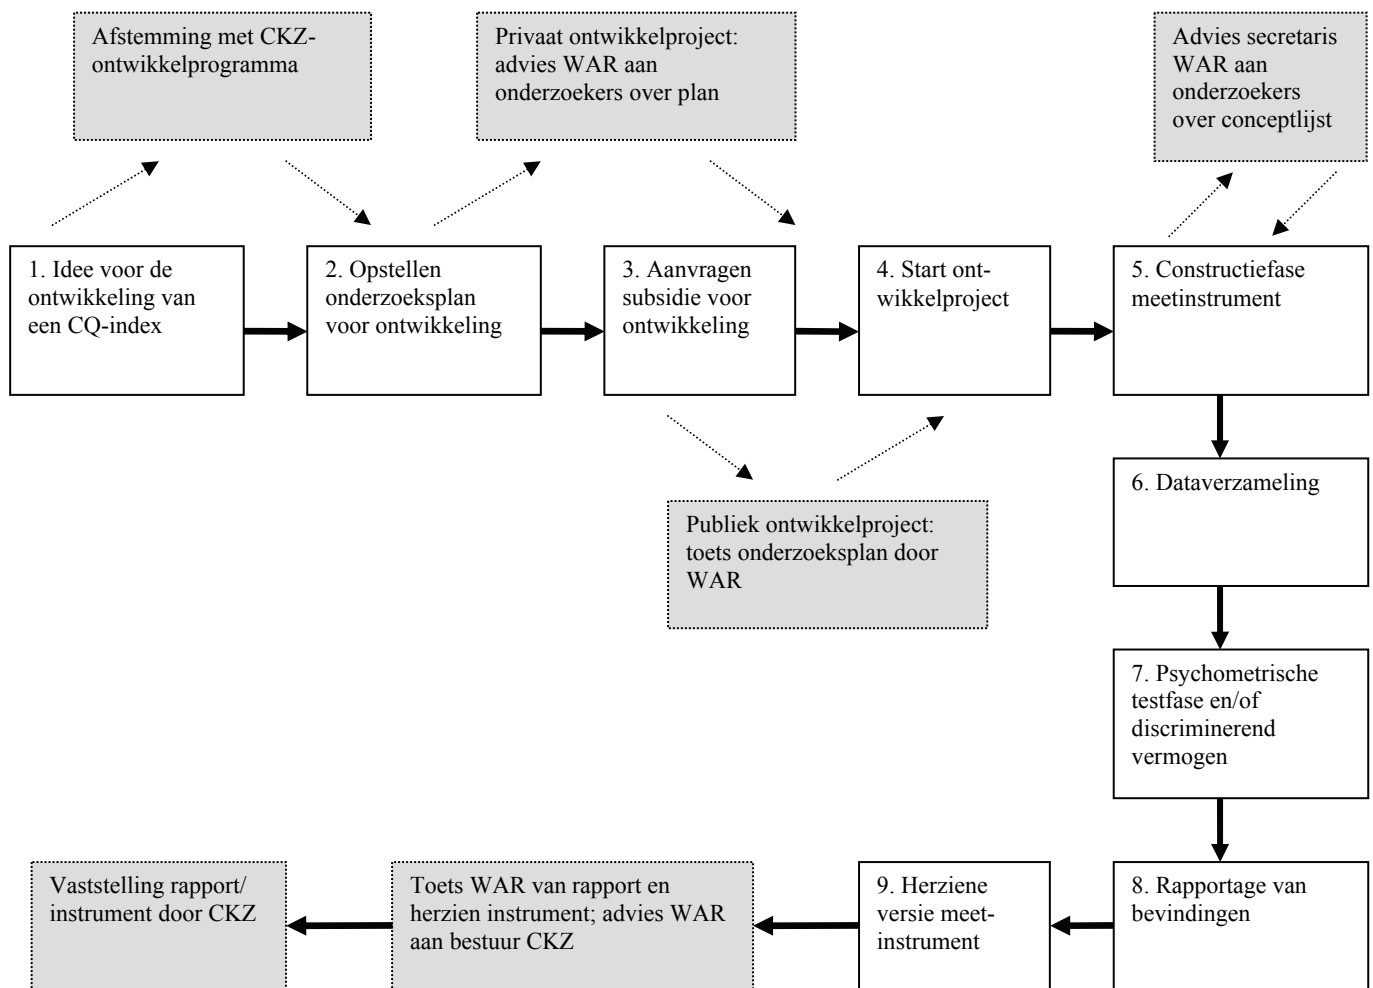 Afstemming met CKZ-
ontwikkelprogramma
Privaat ontwikkelproject:
advies WAR aan
onderzoekers over plan
Advies secretaris
WAR aan
onderzoekers
over conceptlijst
1. Idee voor de
ontwikkeling van
een CQ-index
2. Opstellen
onderzoeksplan
voor ontwikkeling
3. Aanvragen
subsidie voor
ontwikkeling
4. Start ont-
wikkelproject
5. Constructiefase
meetinstrument
Publiek ontwikkelproject:
toets onderzoeksplan door
WAR
6. Dataverzameling
7. Psychometrische
testfase en/of
discriminerend
vermogen
8. Rapportage van
bevindingen
9. Herziene
versie meet-
instrument
Toets WAR van rapport en
herzien instrument; advies WAR
aan bestuur CKZ
Vaststelling rapport/
instrument door CKZ